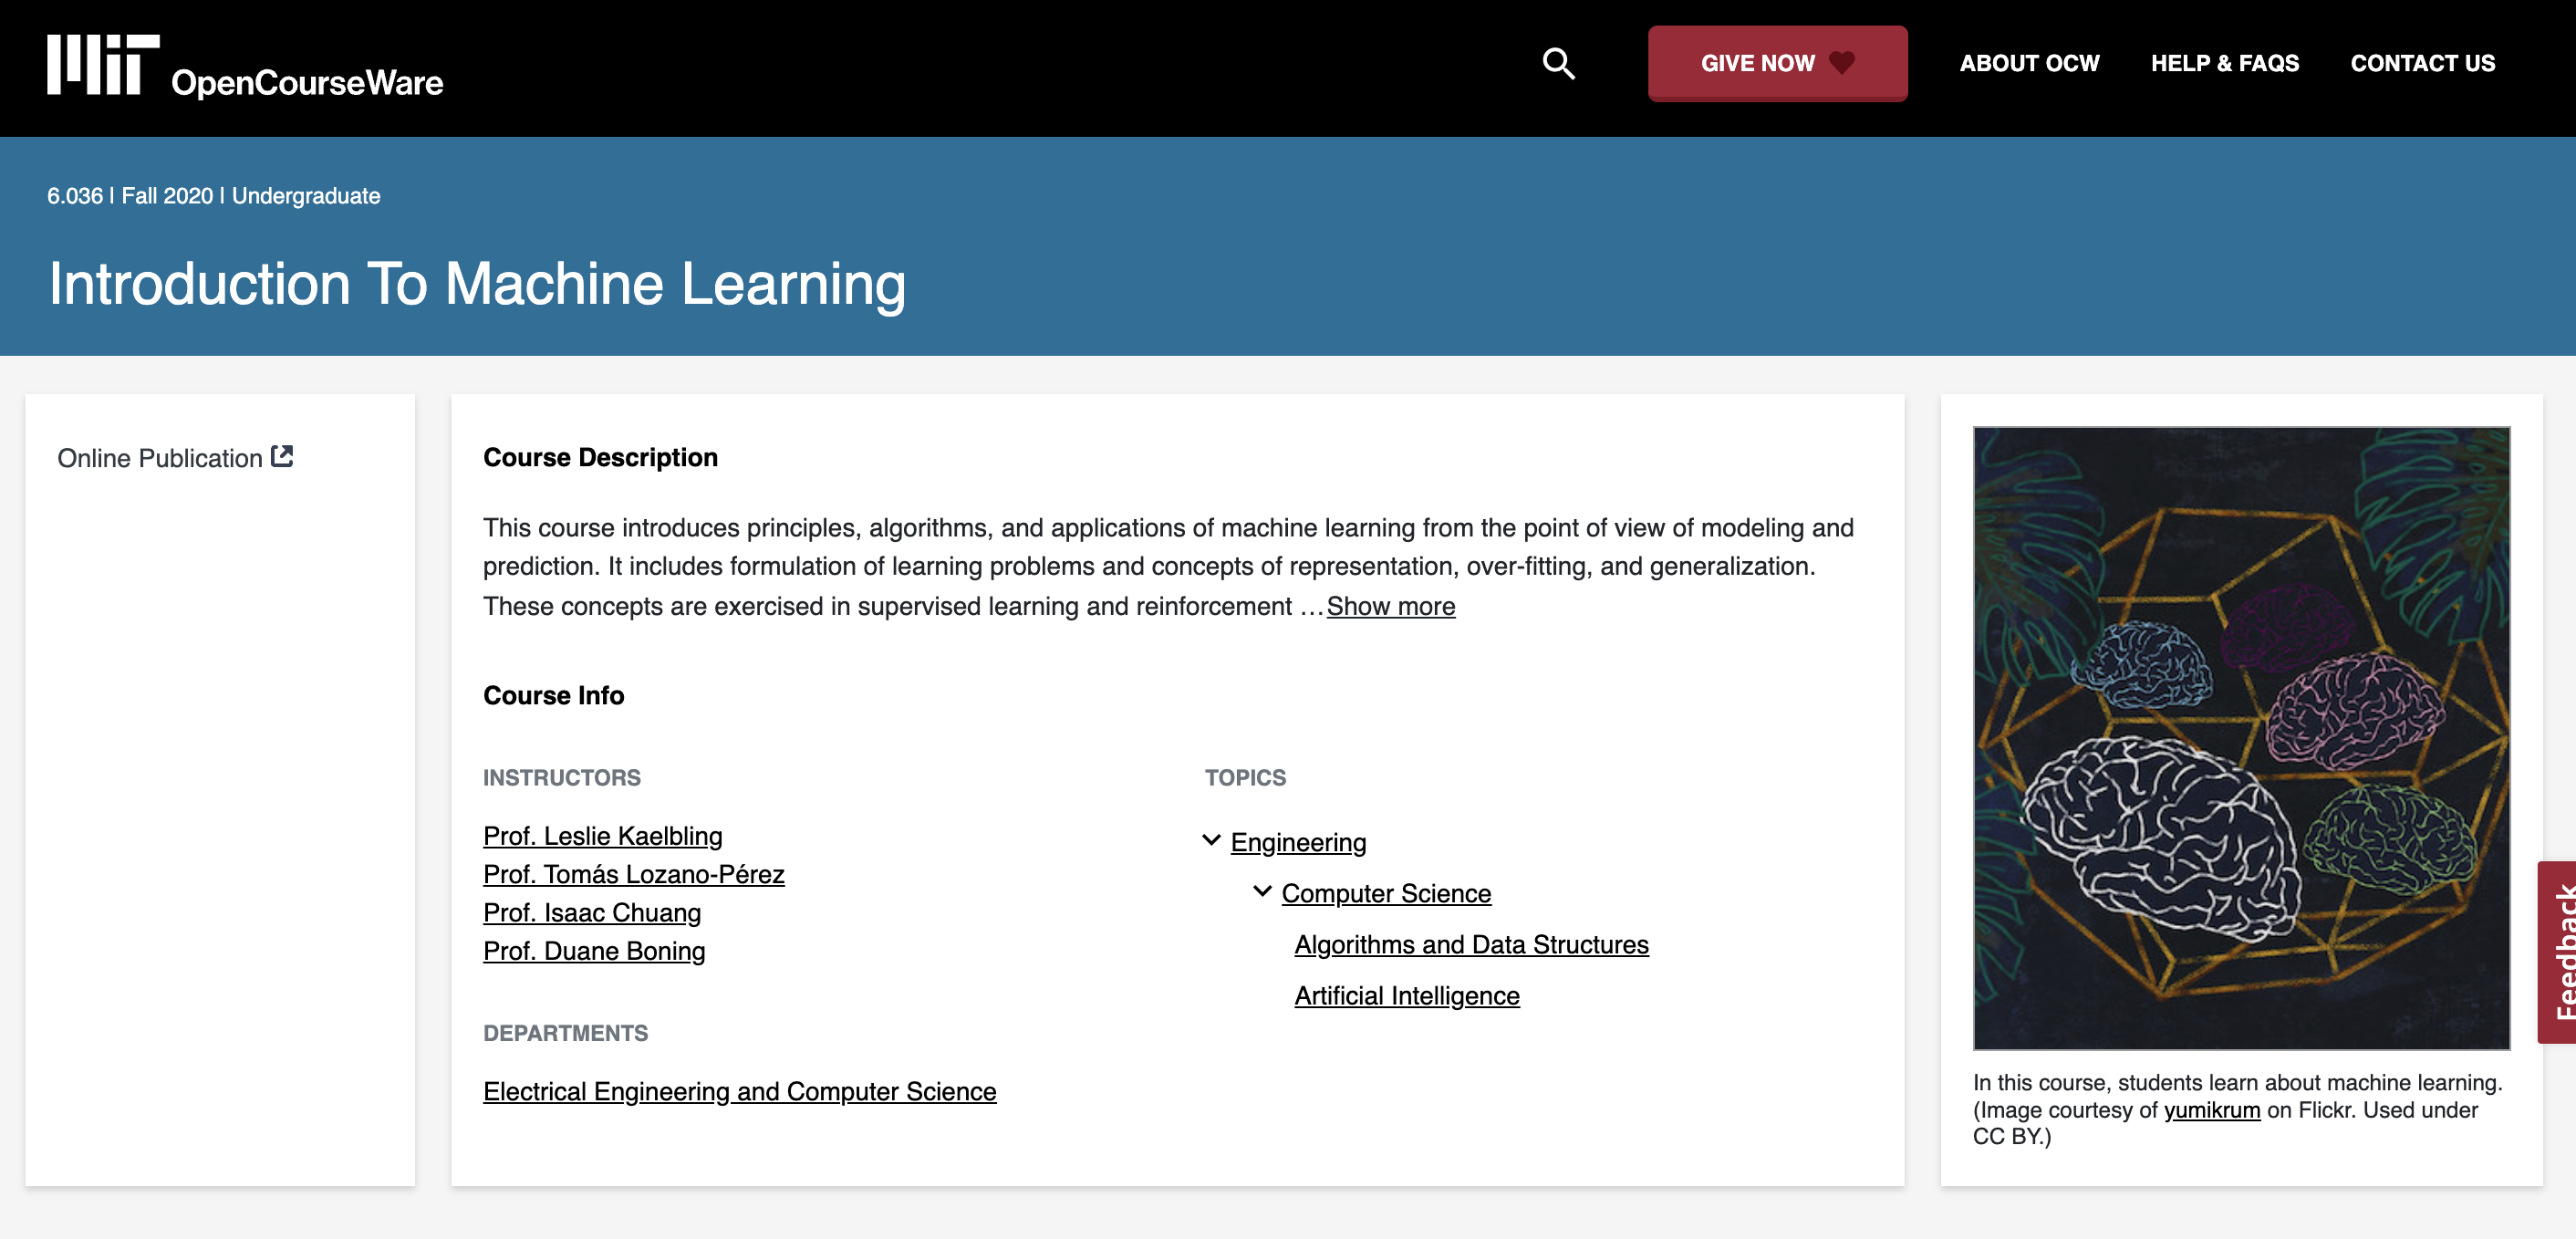 MIT OpenCourseWare
GIVE NOW
ABOUT OCW
HELP & FAQS
CONTACT US
6.036 | Fall 2020 | Undergraduate
Introduction To Machine Learning
Online Publication
Course Description
This course introduces principles, algorithms, and applications of machine learning from the point of view of modeling and
prediction. It includes formulation of learning problems and concepts of representation, over-fitting, and generalization.
These concepts are exercised in supervised learning and reinforcement …Show more
Course Info
INSTRUCTORS
Prof. Leslie Kaelbling
Prof. Tomás Lozano-Pérez
Prof. Isaac Chuang
Prof. Duane Boning
DEPARTMENTS
Electrical Engineering and Computer Science
TOPICS
Engineering
Computer Science
Algorithms and Data Structures
Artificial Intelligence
In this course, students learn about machine learning.
(Image courtesy of yumikrum on Flickr. Used under
CC BY.)
Feedback